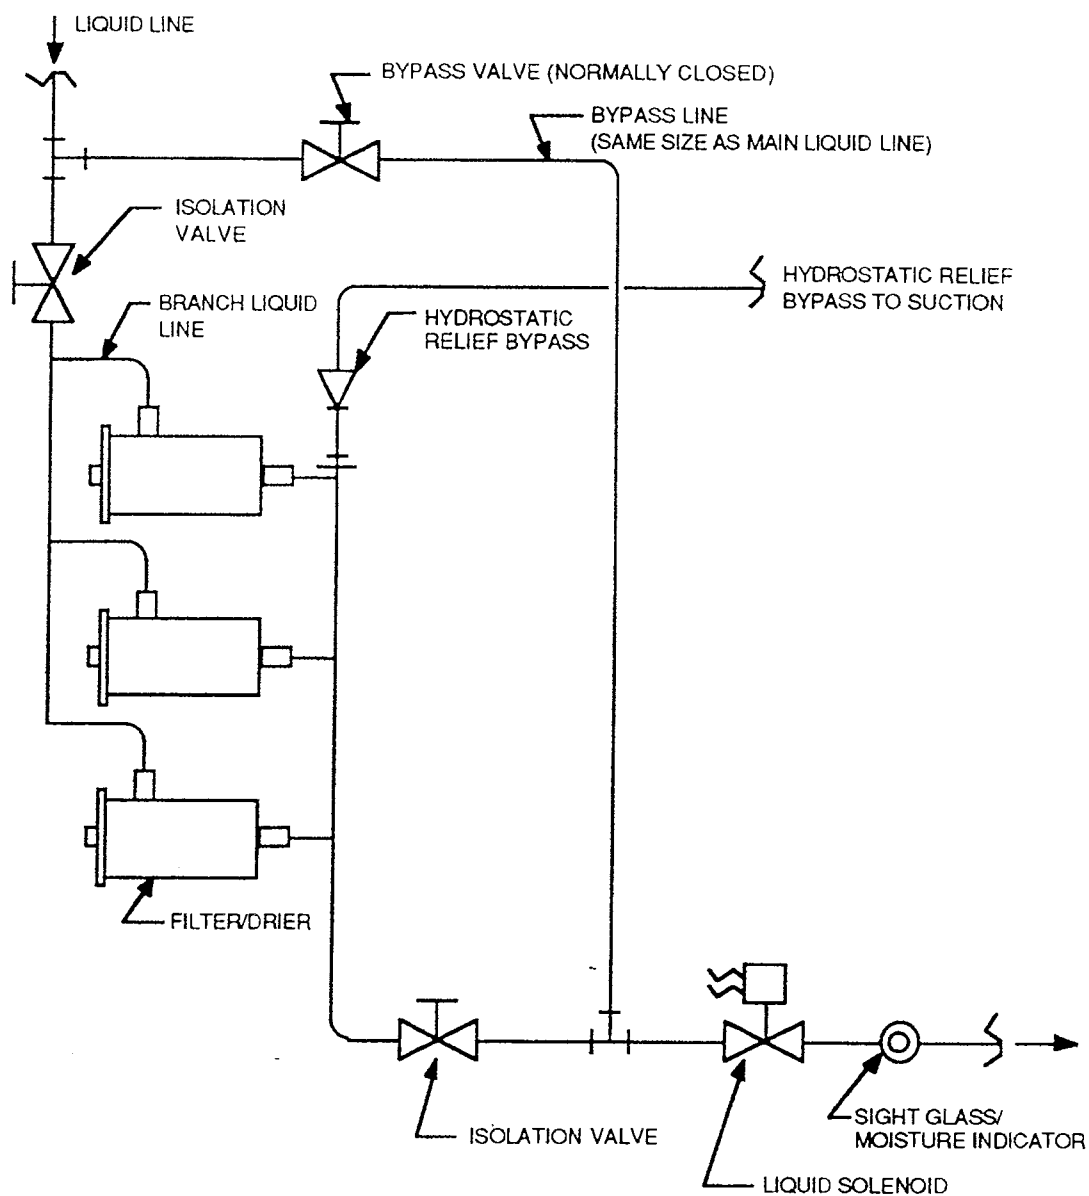 LIQUID LINE
BYPASS VALVE (NORMALLY CLOSED)
BYPASS LINE
(SAME SIZE AS MAIN LIQUID LINE)
ISOLATION
VALVE
HYDROSTATIC RELIEF
BYPASS TO SUCTION
BRANCH LIQUID
LINE
HYDROSTATIC
RELIEF BYPASS
FILTER/DRIER
ISOLATION VALVE
SIGHT GLASS/
MOISTURE INDICATOR
LIQUID SOLENOID